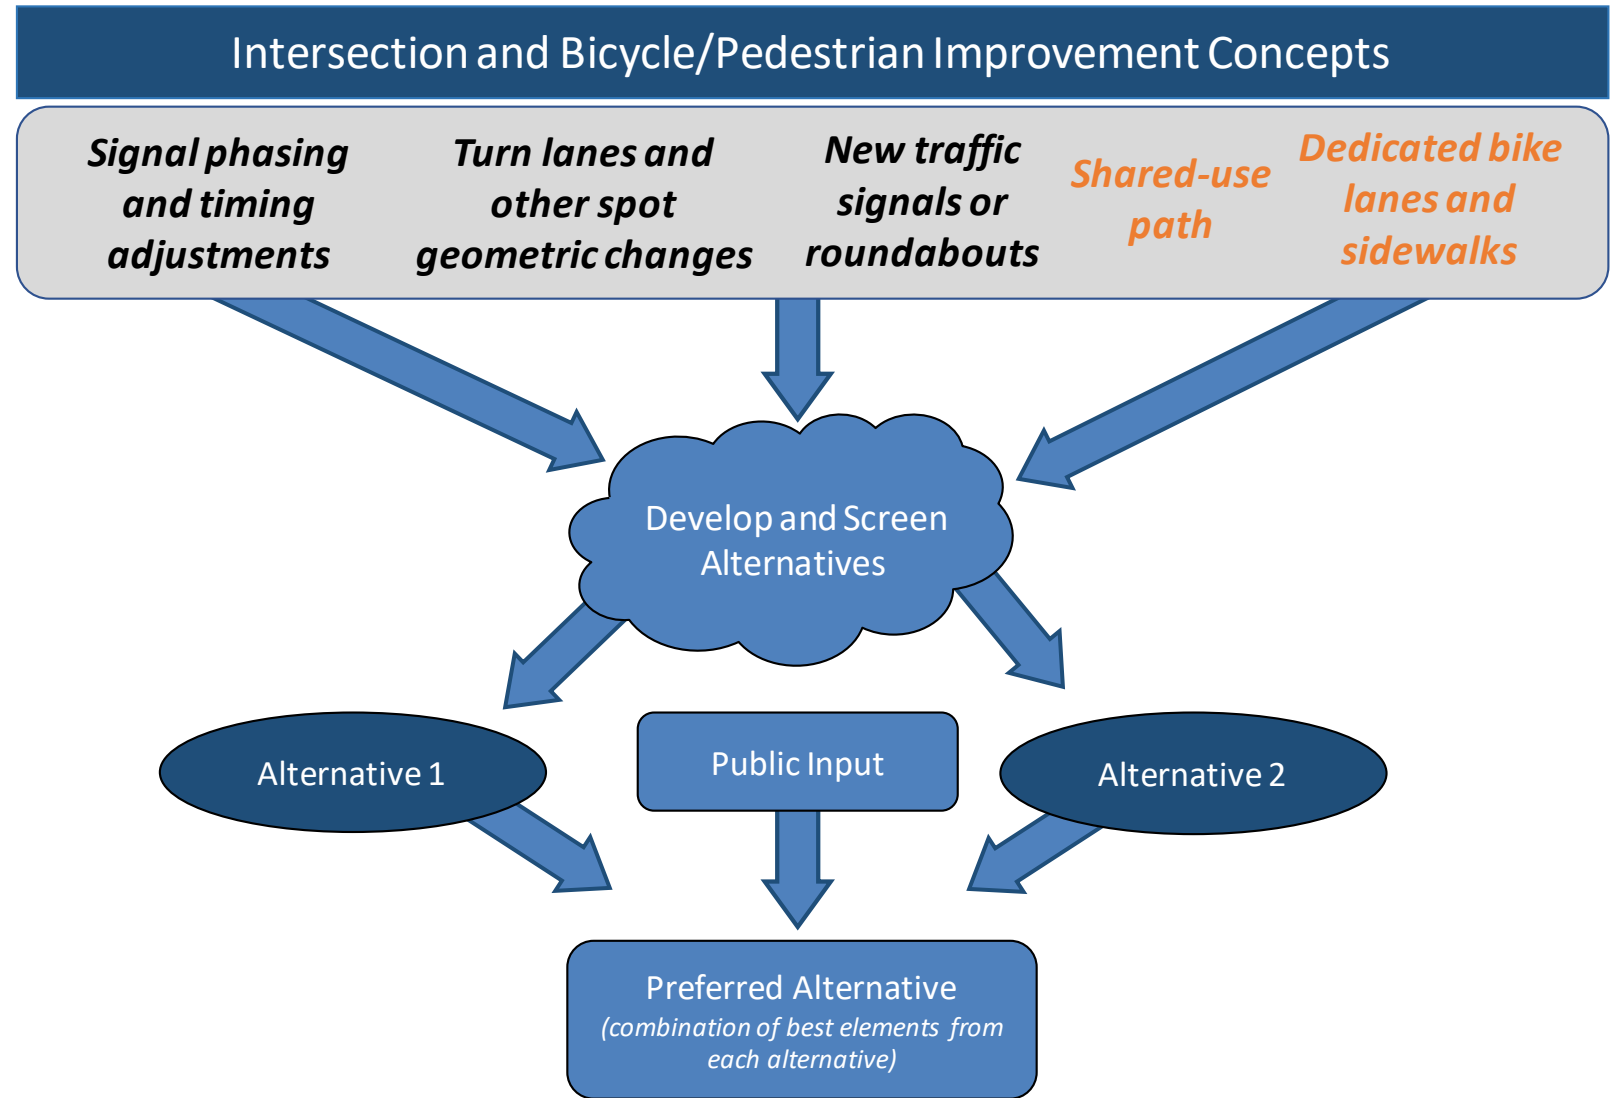 Intersection and Bicycle/Pedestrian Improvement Concepts
Signal phasing
and timing
adjustments
Turn lanes and
other spot
geometric changes
New traffic
signals or
roundabouts
Shared-use
path
Dedicated bike
lanes and
sidewalks
Develop and Screen
Alternatives
Alternative 1
Public Input
Alternative 2
Preferred Alternative
(combination of best elements from
each alternative)